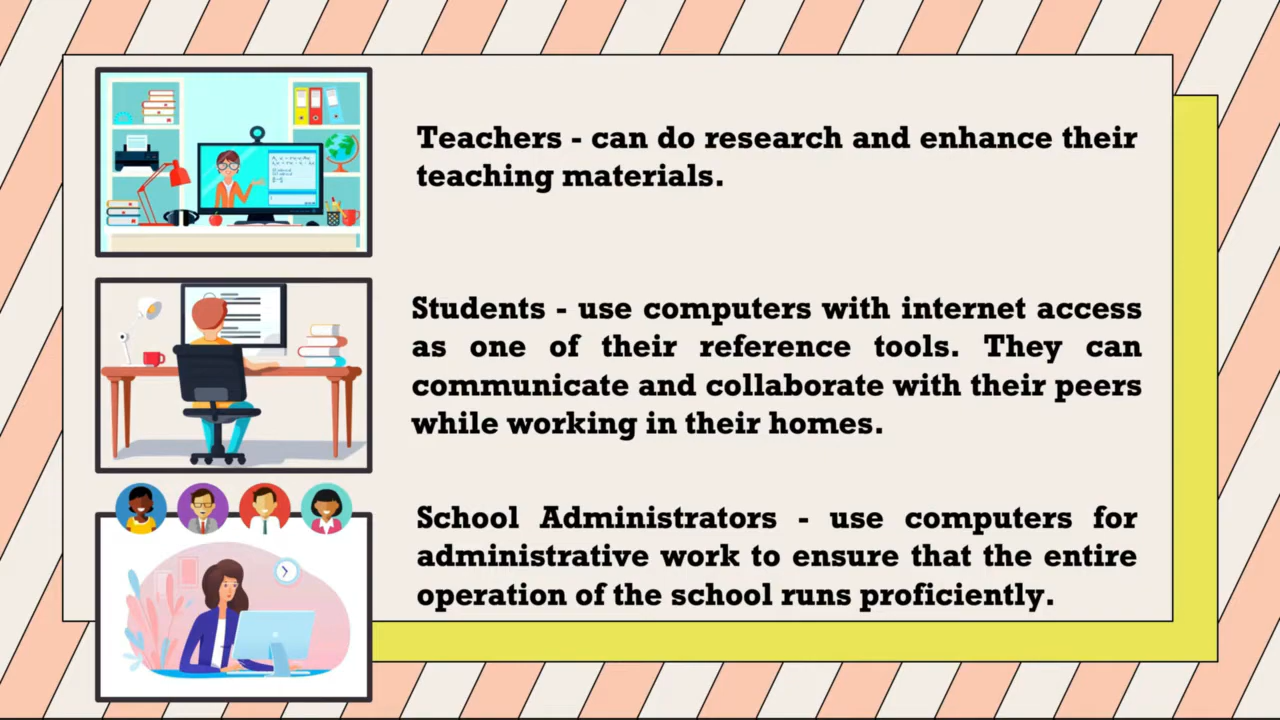 Teachers - can do research and enhance their
teaching materials.
Students - use computers with internet access
as one of their reference tools. They can
communicate and collaborate with their peers
while working in their homes.
School Administrators - use computers for
administrative work to ensure that the entire
operation of the school runs proficiently.